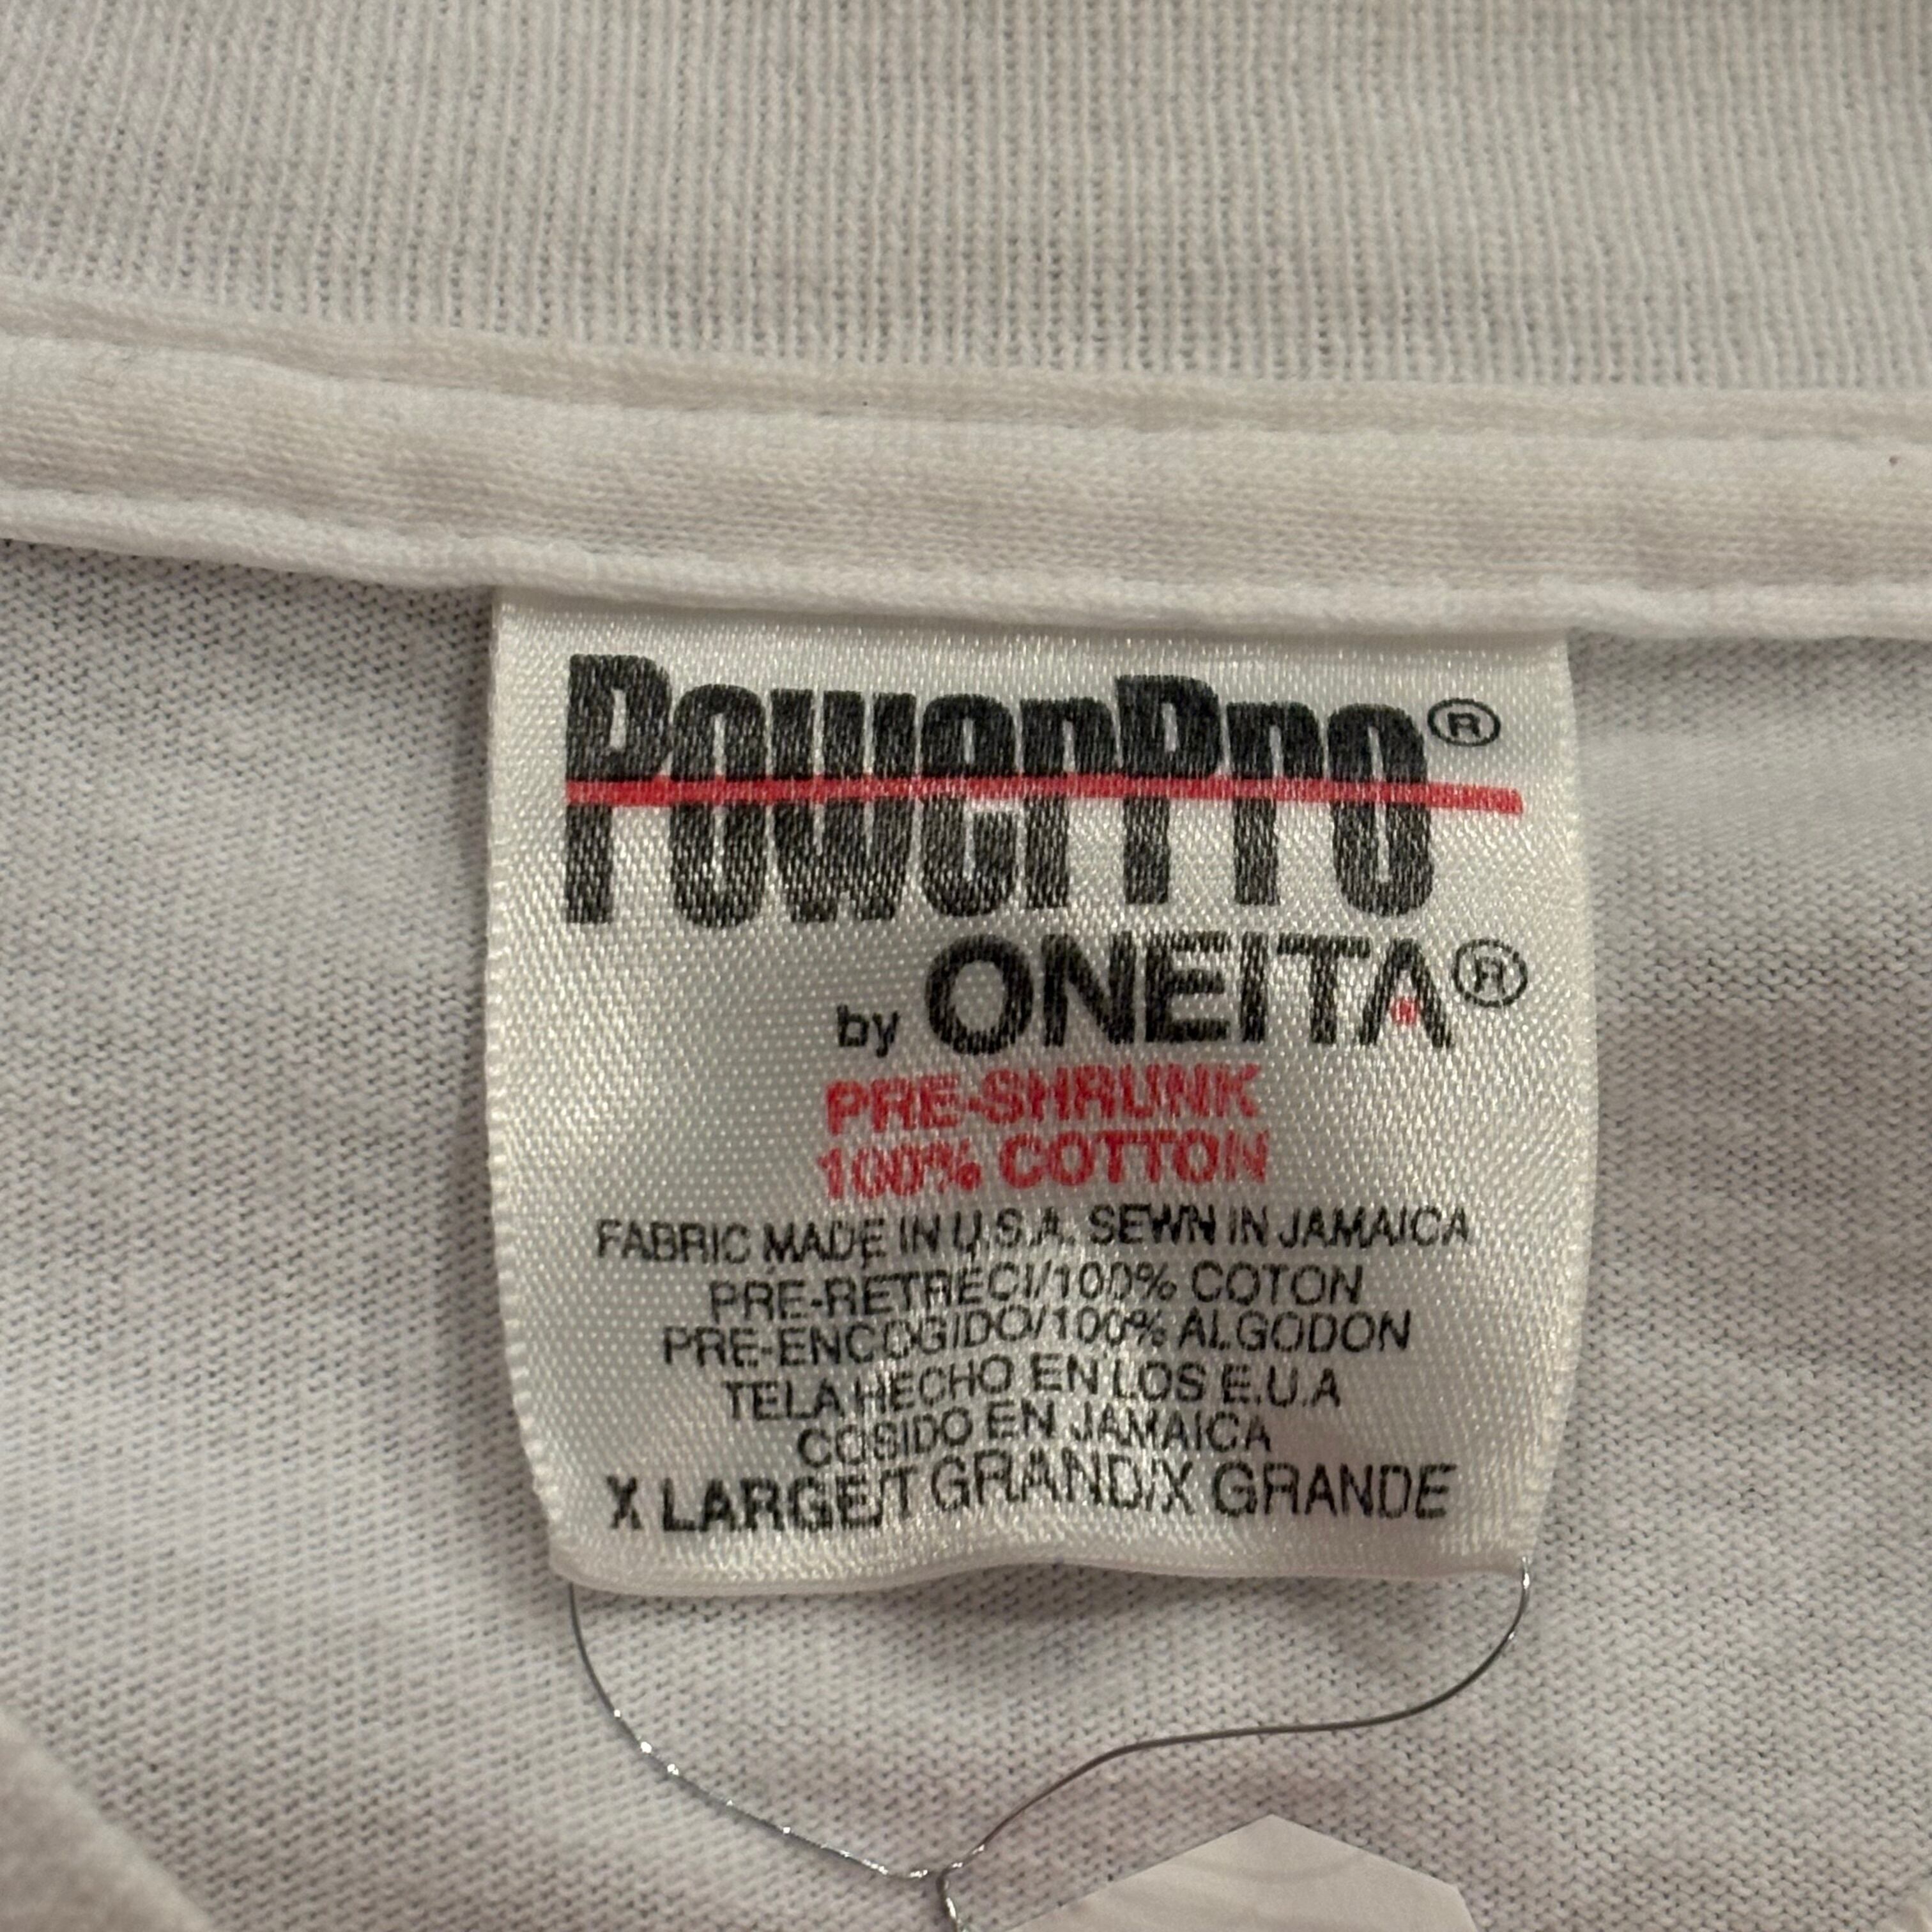 PowerPro®
by ONEITA®
PRE-SHRUNK
100% COTTON
FABRIC MADE IN U.S.A. SEWN IN JAMAICA
PRE-RETRECI/100% COTON
PRE-ENCOGIDO/100% ALGODON
TELA HECHO EN LOS E.U.A
COSIDO EN JAMAICA
X LARGE/T GRAND/X GRANDE